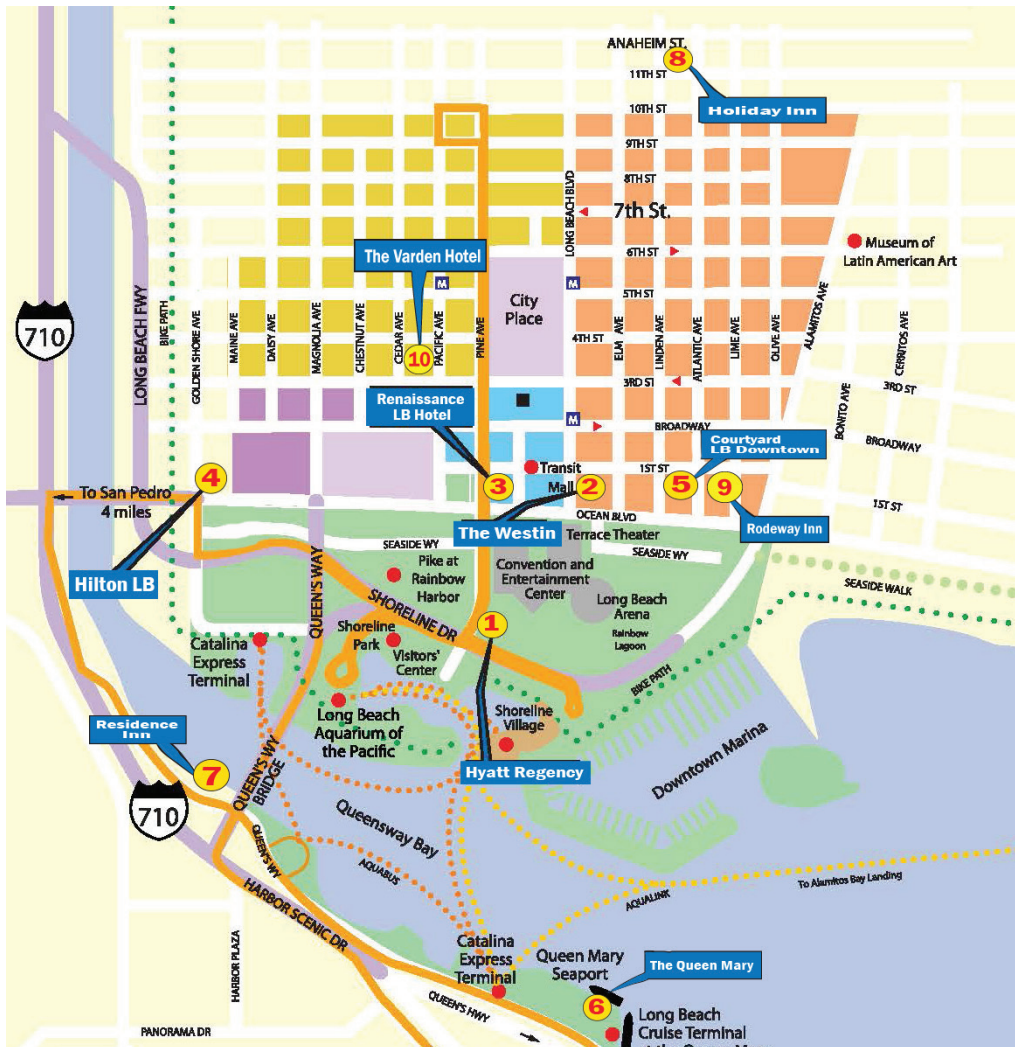 ANAHEIM ST.
8
11TH ST
10TH ST
Holiday Inn
9TH ST
8TH ST
LONG BEACH BLVD
7th St.
6TH ST
Museum of
Latin American Art
The Varden Hotel
M
M
5TH ST
City
Place
710
LONG BEACH FWY
BIKE PATH
GOLDEN SHORE AVE
MAINE AVE
DAISY AVE
MAGNOLIA AVE
CHESTNUT AVE
CEDAR AVE
PACIFIC AVE
PINE AVE
4TH ST
ELM AVE
LINDEN AVE
ATLANTIC AVE
LIME AVE
OLIVE AVE
ALAMITOS AVE
CERRITOS AVE
BONITO AVE
10
3RD ST
3RD ST
Renaissance
LB Hotel
M
BROADWAY
BROADWAY
Courtyard
LB Downtown
1ST ST
1ST ST
Transit
Mall
4
3
2
5
9
To San Pedro
4 miles
OCEAN BLVD
Rodeway Inn
The Westin
Terrace Theater
SEASIDE WY
SEASIDE WY
Hilton LB
QUEEN'S WAY
Pike at
Rainbow
Harbor
Convention and
Entertainment
Center
SEASIDE WALK
SHORELINE DR
Long Beach
Arena
Rainbow
Lagoon
1
Shoreline
Park
Visitors'
Center
Catalina
Express
Terminal
BIKE PATH
Long Beach
Aquarium of
the Pacific
Shoreline
Village
Residence
Inn
Hyatt Regency
Downtown Marina
7
QUEEN'S WY
BRIDGE
710
Queensway Bay
QUEEN'S WY
AQUABUS
AQUALINK
To Alamitos Bay Landing
HARBOR SCENIC DR
HARBOR PLAZA
Catalina
Express
Terminal
Queen Mary
Seaport
The Queen Mary
6
QUEEN'S HWY
Long Beach
Cruise Terminal
at the Queen Mary
PANORAMA DR